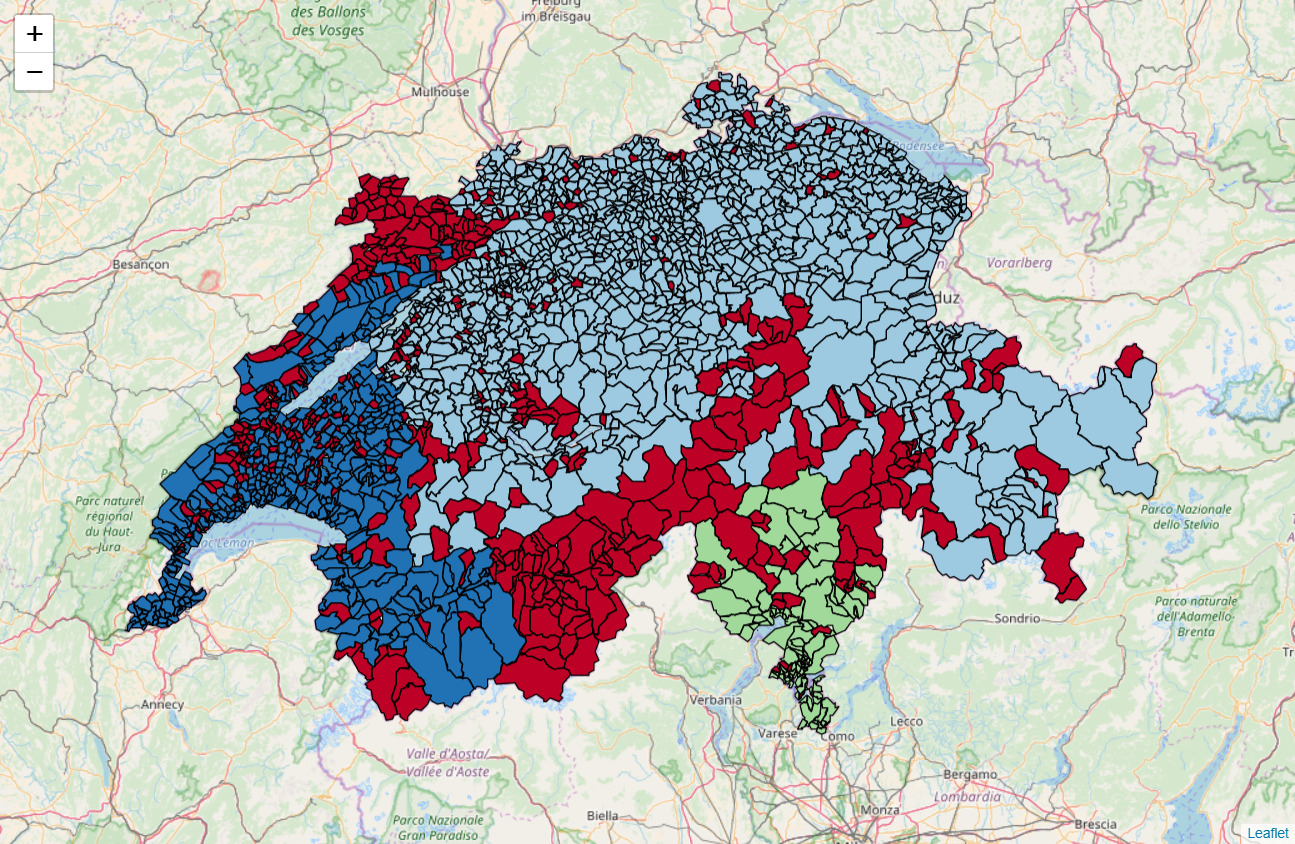 +
−
des Ballons
des Vosges
Freiburg
im Breisgau
Mulhouse
Bodensee
Besançon
Vorarlberg
duz
Parc naturel
régional
du Haut-
Jura
Lac Léman
Parco Nazionale
dello Stelvio
Parco naturale
dell'Adamello-
Brenta
Sondrio
Annecy
Verbania
Lecco
Varese
Como
Valle d'Aosta/
Vallée d'Aoste
Bergamo
Lombardia
Biella
Monza
Parco Nazionale
Gran Paradiso
Brescia
Leaflet